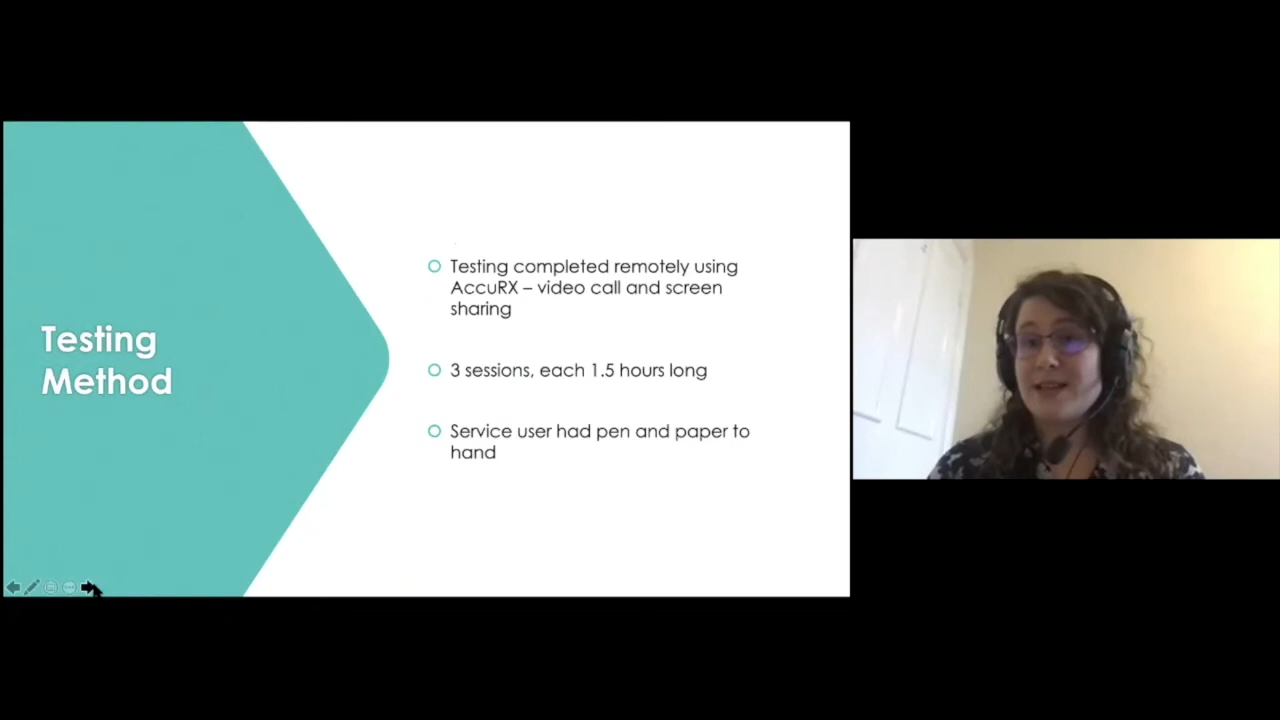 Testing
Method
Testing completed remotely using
AccuRX – video call and screen
sharing
3 sessions, each 1.5 hours long
Service user had pen and paper to
hand